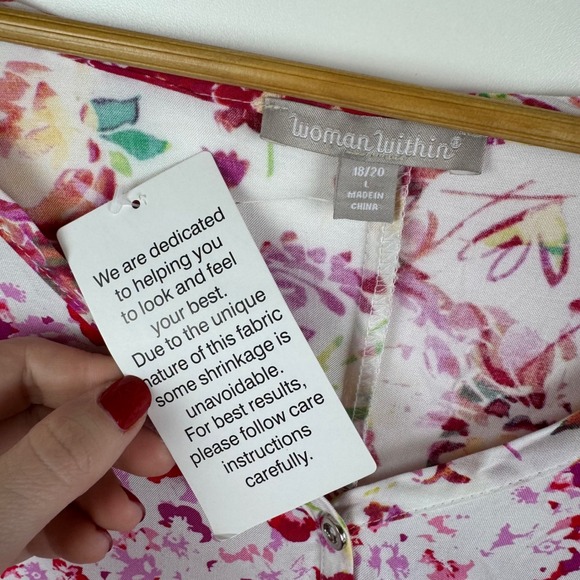 woman within®
18/20
L
MADE IN
CHINA
We are dedicated
to helping you
to look and feel
your best.
Due to the unique
nature of this fabric
some shrinkage is
unavoidable.
For best results,
please follow care
instructions
carefully.